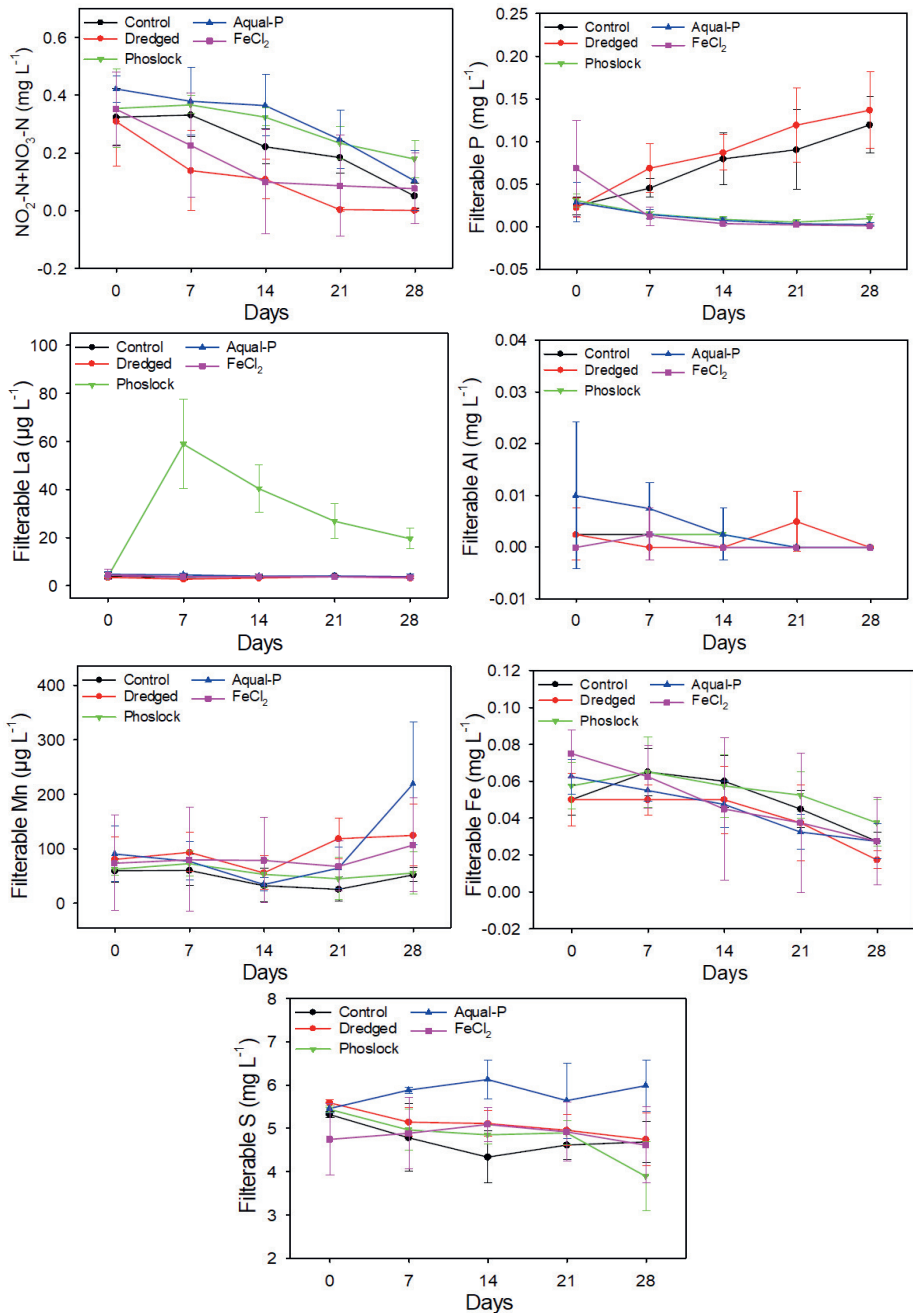 Control
Aqual-P
Dredged
FeCl₂
Phoslock
NO₂-N+NO₃-N (mg L⁻¹)
0.6
0.4
0.2
0.0
-0.2
0 7 14 21 28
Days
Control
Aqual-P
Dredged
FeCl₂
Phoslock
Filterable P (mg L⁻¹)
0.25
0.20
0.15
0.10
0.05
0.00
-0.05
0 7 14 21 28
Days
Control
Aqual-P
Dredged
FeCl₂
Phoslock
Filterable La (µg L⁻¹)
100
80
60
40
20
0
0 7 14 21 28
Days
Control
Aqual-P
Dredged
FeCl₂
Phoslock
Filterable Al (mg L⁻¹)
0.04
0.03
0.02
0.01
0.00
-0.01
0 7 14 21 28
Days
Control
Aqual-P
Dredged
FeCl₂
Phoslock
Filterable Mn (µg L⁻¹)
400
300
200
100
0
0 7 14 21 28
Days
Control
Aqual-P
Dredged
FeCl₂
Phoslock
Filterable Fe (mg L⁻¹)
0.12
0.10
0.08
0.06
0.04
0.02
0.00
-0.02
0 7 14 21 28
Days
Control
Aqual-P
Dredged
FeCl₂
Phoslock
Filterable S (mg L⁻¹)
8
7
6
5
4
3
2
0 7 14 21 28
Days